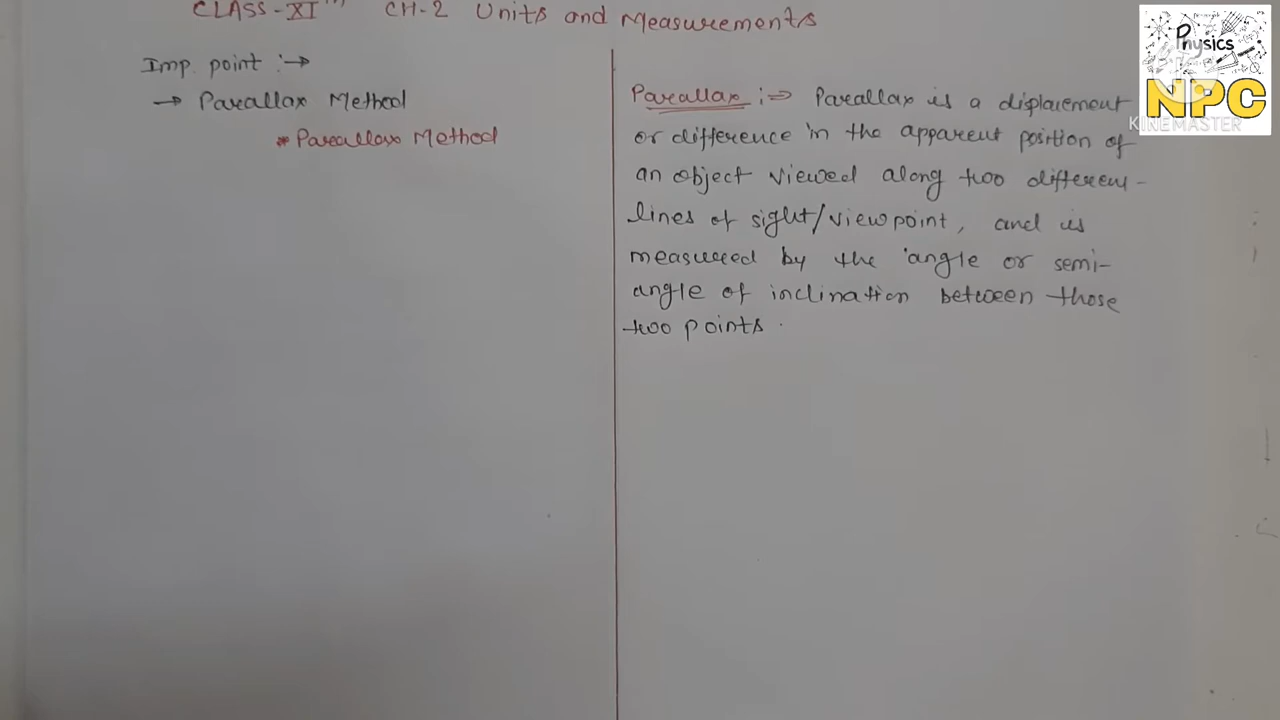 CLASS-XIth CH-2 Units and Measurements
Imp point :→
→ Parallax Method
* Parallax Method
Parallax :⇒ Parallax is a displacement
or difference in the apparent position of
an object viewed along two different
lines of sight/viewpoint, and is
measured by the angle or semi-
angle of inclination between those
two points.
Physics
NPC
KINEMASTER